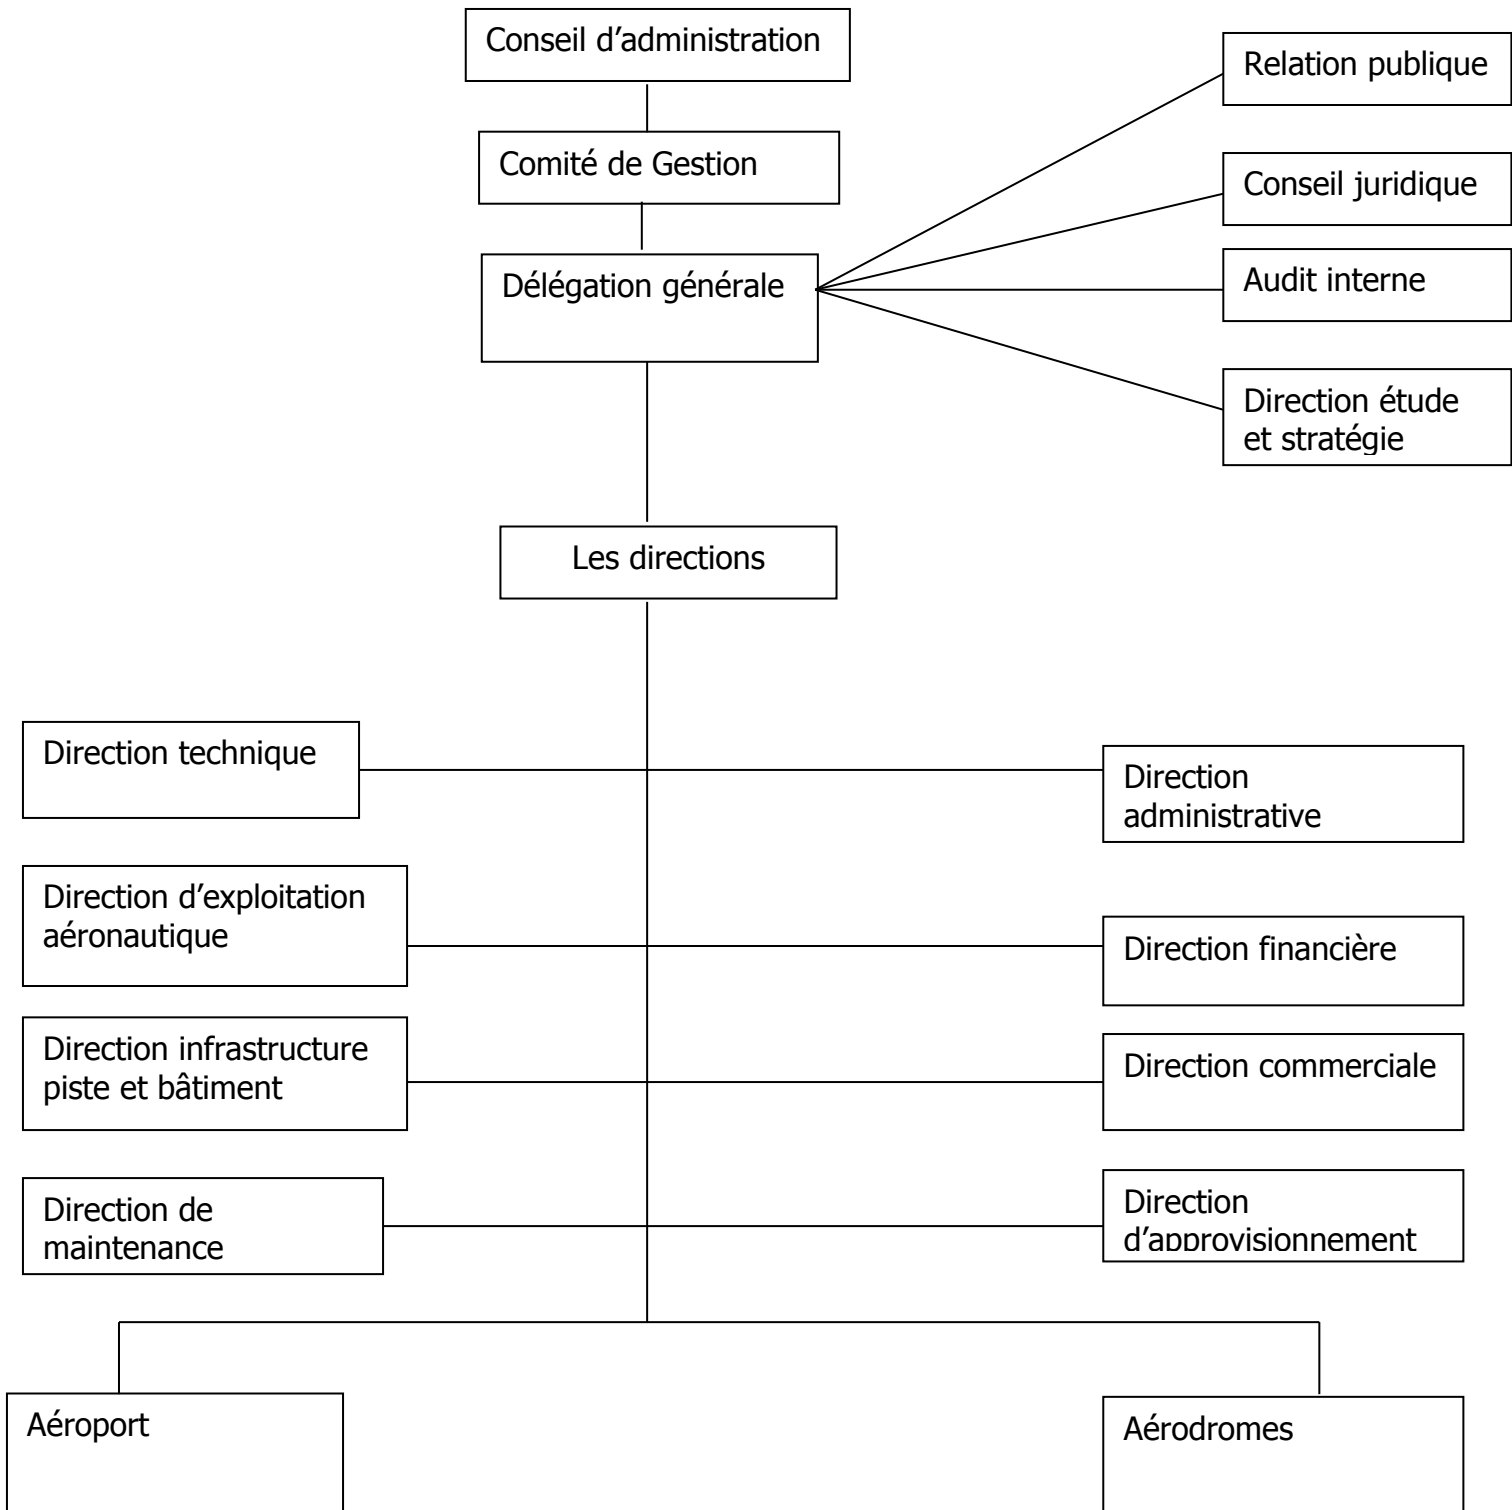 Conseil d’administration
Relation publique
Comité de Gestion
Conseil juridique
Délégation générale
Audit interne
Direction étude
et stratégie
Les directions
Direction technique
Direction
administrative
Direction d’exploitation
aéronautique
Direction financière
Direction infrastructure
piste et bâtiment
Direction commerciale
Direction de
maintenance
Direction
d’approvisionnement
Aéroport
Aérodromes